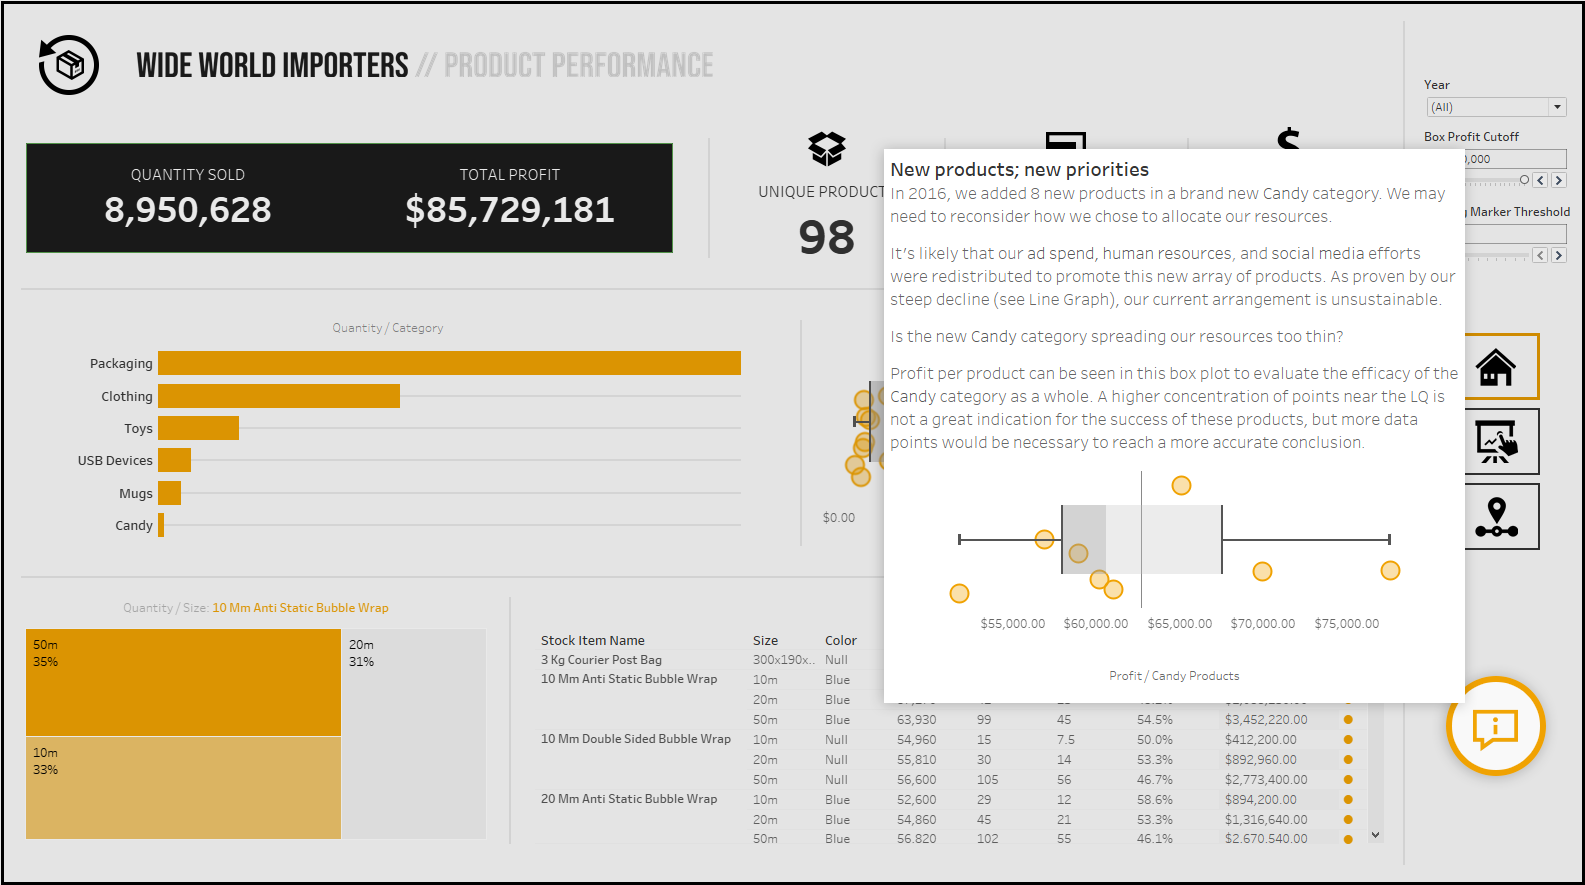 WIDE WORLD IMPORTERS // PRODUCT PERFORMANCE
Year
(All)
Box Profit Cutoff
Marker Threshold
QUANTITY SOLD
8,950,628
TOTAL PROFIT
$85,729,181
UNIQUE PRODUCT
98
New products; new priorities
In 2016, we added 8 new products in a brand new Candy category. We may
need to reconsider how we chose to allocate our resources.
It's likely that our ad spend, human resources, and social media efforts
were redistributed to promote this new array of products. As proven by our
steep decline (see Line Graph), our current arrangement is unsustainable.
Is the new Candy category spreading our resources too thin?
Profit per product can be seen in this box plot to evaluate the efficacy of the
Candy category as a whole. A higher concentration of points near the LQ is
not a great indication for the success of these products, but more data
points would be necessary to reach a more accurate conclusion.
$55,000.00 $60,000.00 $65,000.00 $70,000.00 $75,000.00
Profit / Candy Products
Quantity / Category
Packaging
Clothing
Toys
USB Devices
Mugs
Candy
$0.00
Quantity / Size: 10 Mm Anti Static Bubble Wrap
50m
35%
20m
31%
10m
33%
Stock Item Name Size Color
3 Kg Courier Post Bag 300x190x.. Null
10 Mm Anti Static Bubble Wrap 10m Blue
20m Blue
50m Blue 63,930 99 45 54.5% $3,452,220.00
10 Mm Double Sided Bubble Wrap 10m Null 54,960 15 7.5 50.0% $412,200.00
20m Null 55,810 30 14 53.3% $892,960.00
50m Null 56,600 105 56 46.7% $2,773,400.00
20 Mm Anti Static Bubble Wrap 10m Blue 52,600 29 12 58.6% $894,200.00
20m Blue 54,860 45 21 53.3% $1,316,640.00
50m Blue 56.820 102 55 46.1% $2.670.540.00